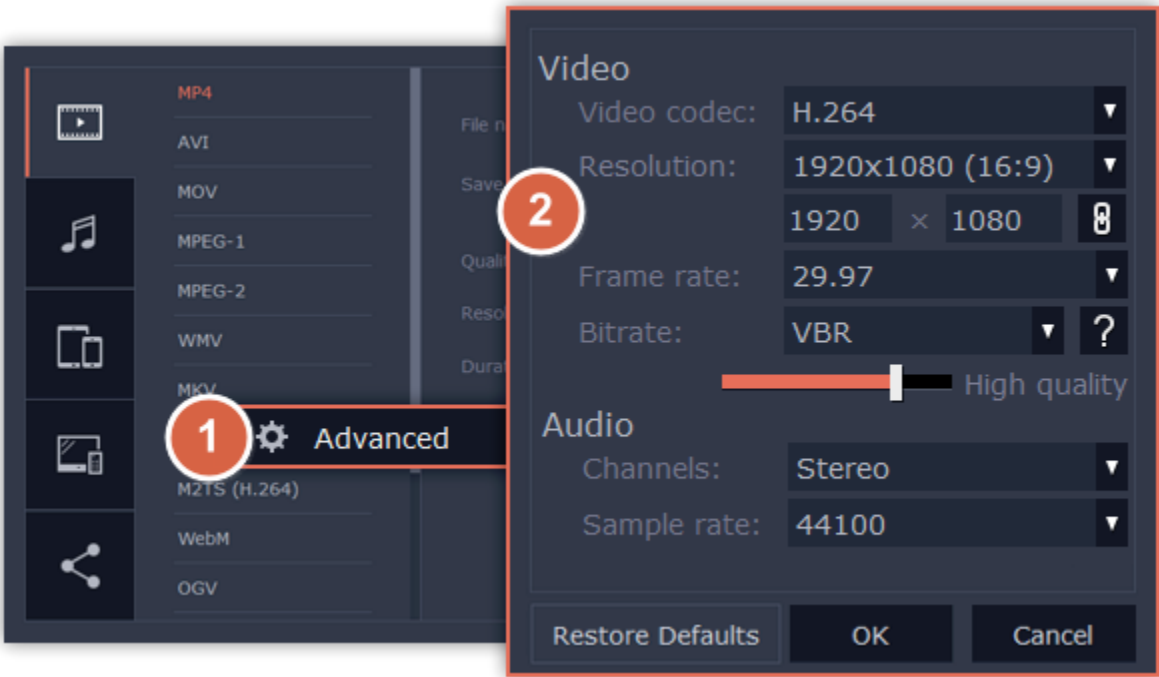 MP4
AVI
MOV
MPEG-1
MPEG-2
WMV
MKV
1
Advanced
M2TS (H.264)
WebM
OGV
File
Save
2
Video
Video codec: H.264
Resolution: 1920x1080 (16:9)
1920 × 1080
Frame rate: 29.97
Bitrate: VBR ?
High quality
Audio
Channels: Stereo
Sample rate: 44100
Restore Defaults OK Cancel